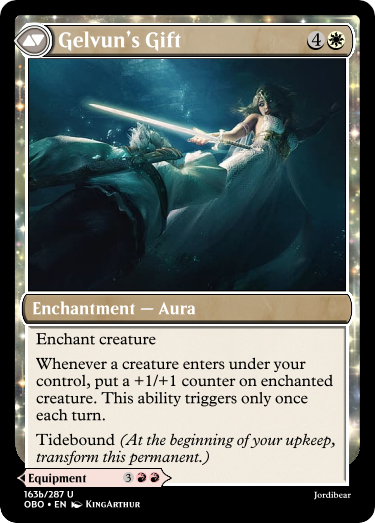 Gelvun's Gift 4
Enchantment — Aura
Enchant creature
Whenever a creature enters under your
control, put a +1/+1 counter on enchanted
creature. This ability triggers only once
each turn.
Tidebound (At the beginning of your upkeep,
transform this permanent.)
Equipment 3
163b/287 U
OBO • EN KingArthur
Jordibear